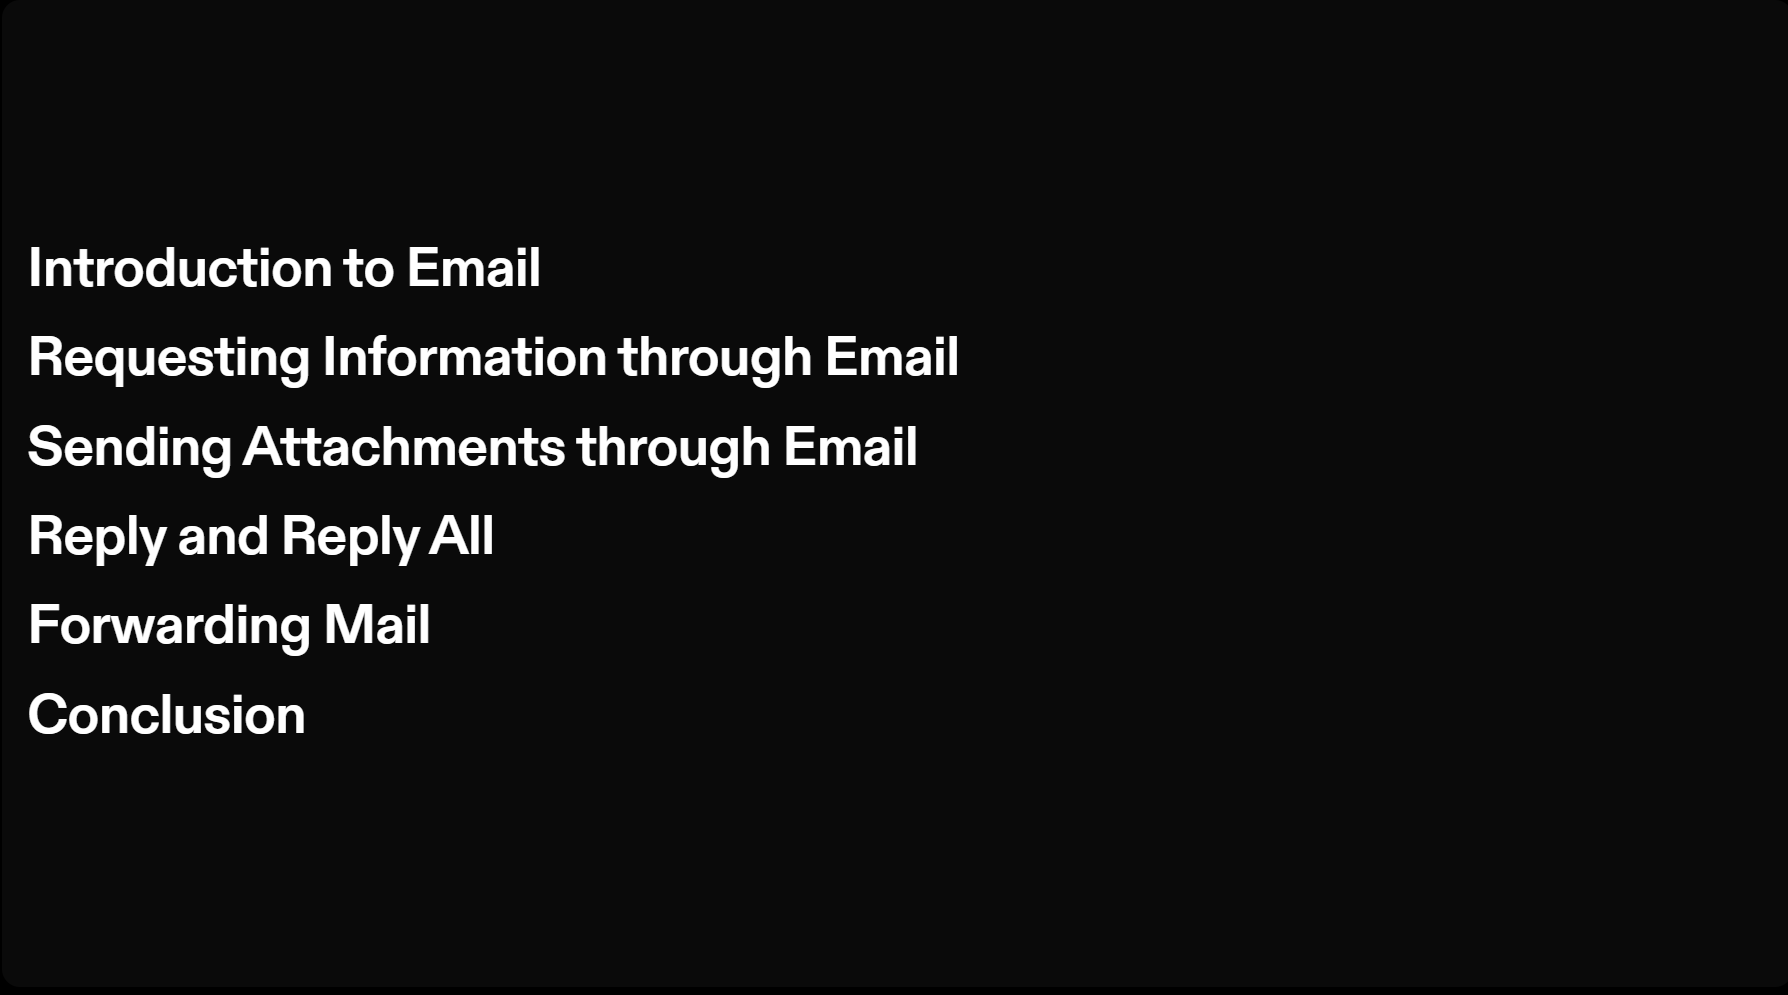 Introduction to Email
Requesting Information through Email
Sending Attachments through Email
Reply and Reply All
Forwarding Mail
Conclusion